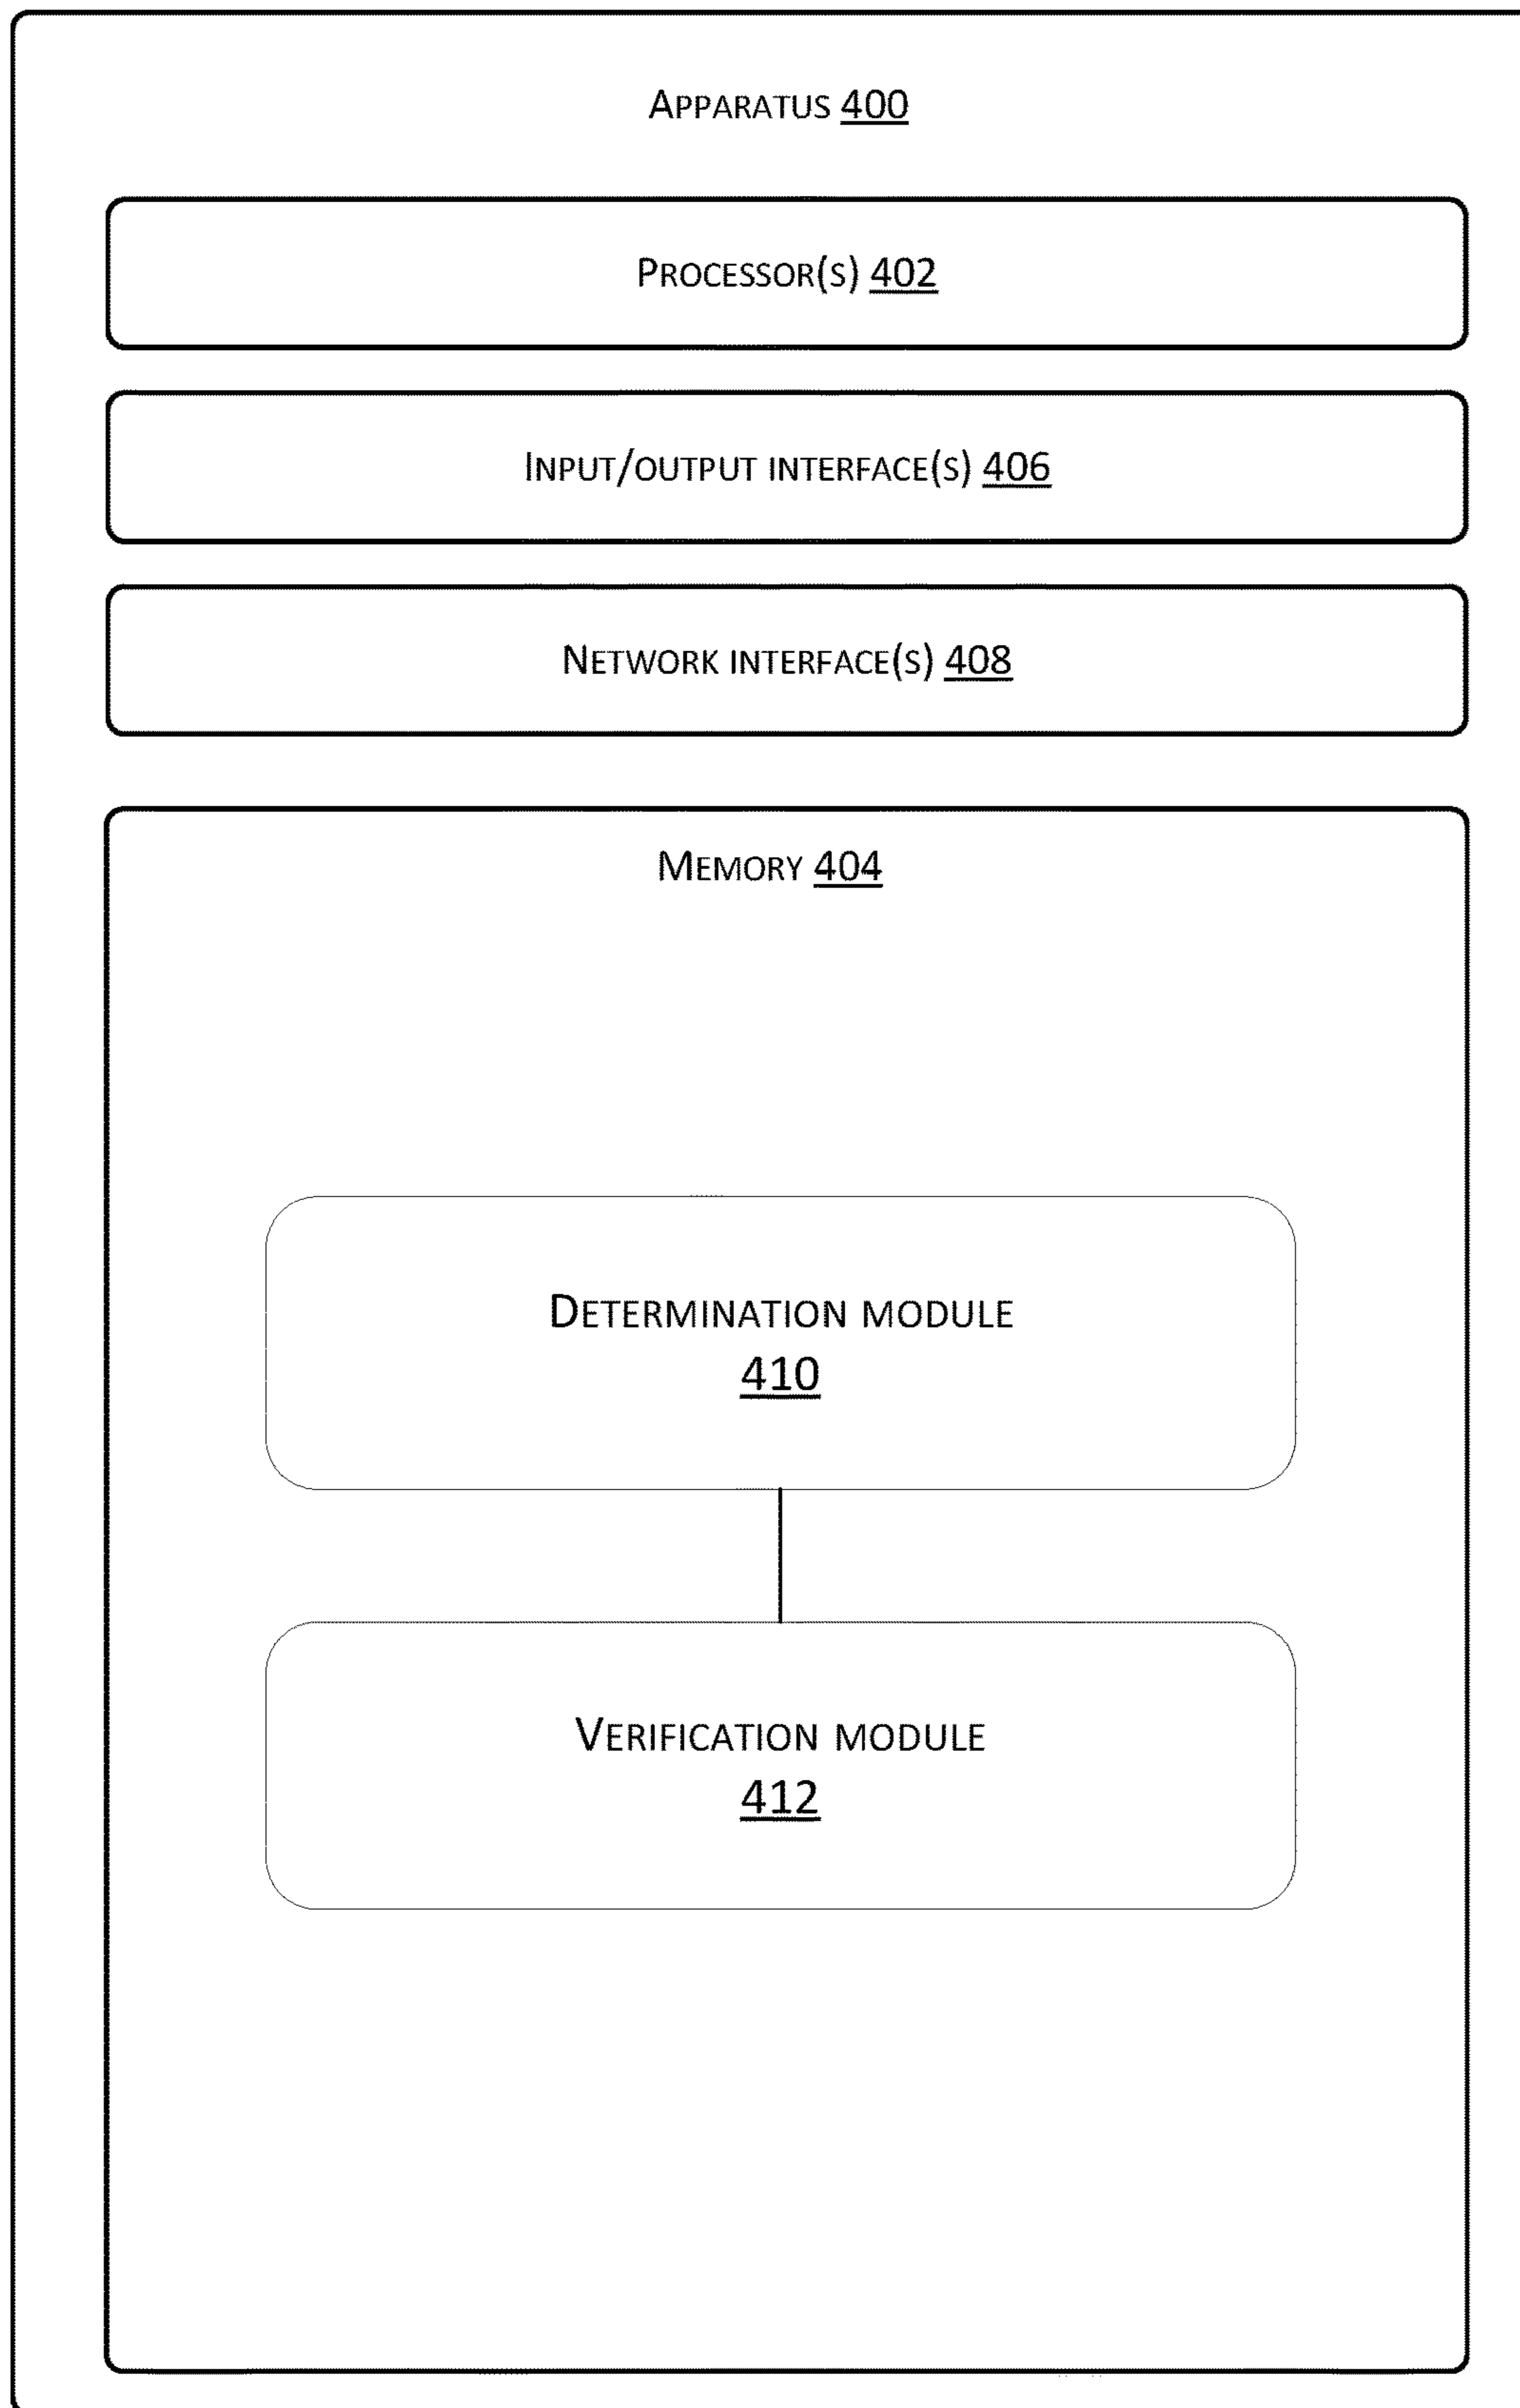 APPARATUS 400
PROCESSOR(S) 402
INPUT/OUTPUT INTERFACE(S) 406
NETWORK INTERFACE(S) 408
MEMORY 404
DETERMINATION MODULE
410
VERIFICATION MODULE
412